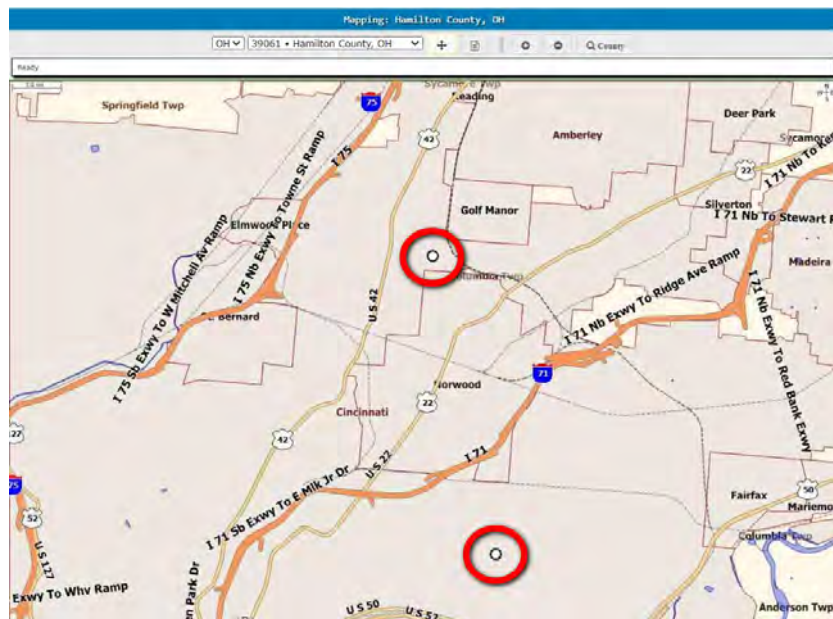 Mapping: Hamilton County, OH
OH 39061 • Hamilton County, OH County
Ready
Springfield Twp
Sycamore Twp
Reading
Deer Park
75
42
Amberley
Sycamore
22
I 75
I 71 Nb To
Golf Manor
Silverton
I 71 Nb To Stewart
Elmwood Place
I 75 Sb Exwy To W Mitchell Av Ramp
I 75 Nb Exwy To Towne St Ramp
Columbia Twp
Madeira
St. Bernard
U S 42
I 71 Nb Exwy To Ridge Ave Ramp
I 71 Nb Exwy To Red Bank Exwy
71
Norwood
22
Cincinnati
27
42
I 71
75
U S 22
50
52
I 71 Sb Exwy To E Mlk Jr Dr
Fairfax
Mariemo
U S 127
Columbia Twp
Exwy To Whv Ramp
en Park Dr
U S 50
U S 52
Anderson Twp